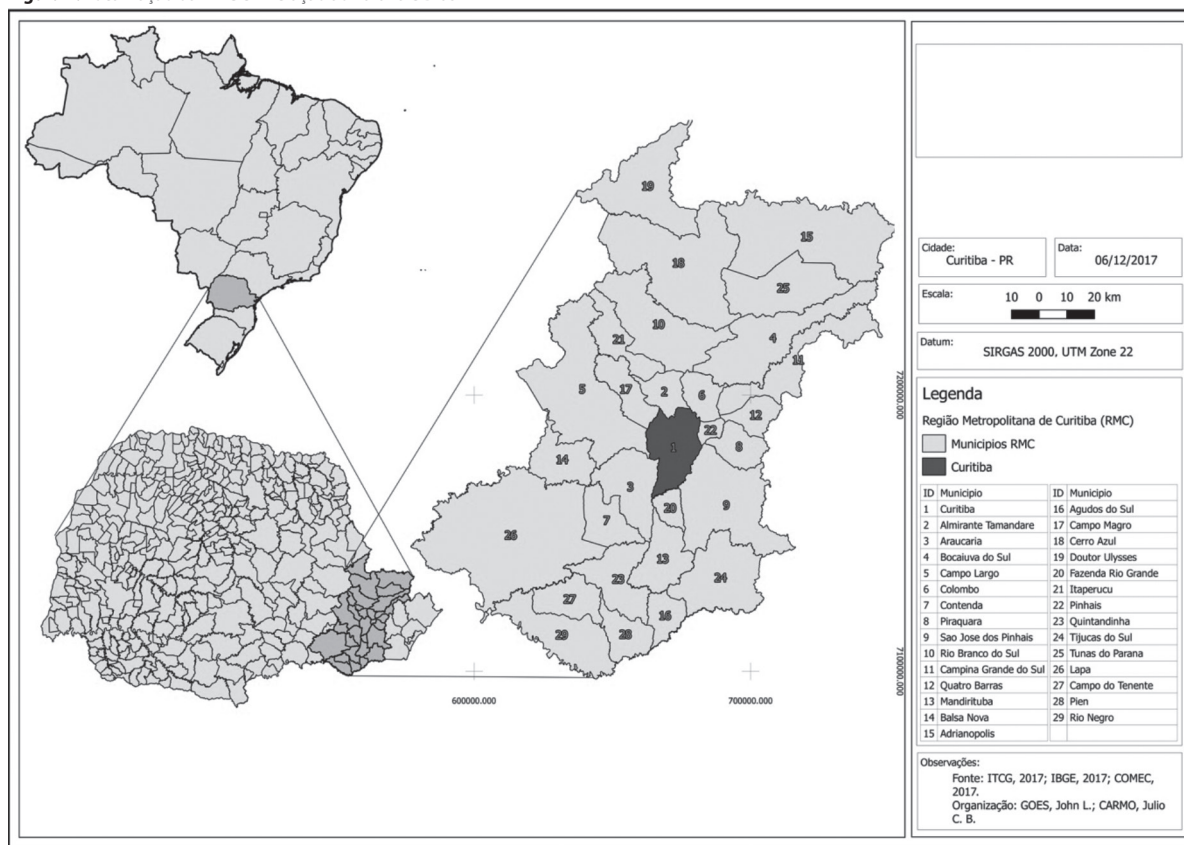 19
15
18
25
10
4
21
11
5
17
2
6
12
22
1
8
14
3
9
20
7
26
13
23
24
27
16
29
28
7200000.000
7100000.000
600000.000
700000.000
Cidade:
Curitiba - PR
Data:
06/12/2017
Escala:
10 0 10 20 km
Datum:
SIRGAS 2000, UTM Zone 22
Legenda
Região Metropolitana de Curitiba (RMC)
Municipios RMC
Curitiba
ID Municipio ID Municipio
1 Curitiba 16 Agudos do Sul
2 Almirante Tamandare 17 Campo Magro
3 Araucaria 18 Cerro Azul
4 Bocaiuva do Sul 19 Doutor Ulysses
5 Campo Largo 20 Fazenda Rio Grande
6 Colombo 21 Itaperucu
7 Contenda 22 Pinhais
8 Piraquara 23 Quintandinha
9 Sao Jose dos Pinhais 24 Tijucas do Sul
10 Rio Branco do Sul 25 Tunas do Parana
11 Campina Grande do Sul 26 Lapa
12 Quatro Barras 27 Campo do Tenente
13 Mandirituba 28 Pien
14 Balsa Nova 29 Rio Negro
15 Adrianopolis
Observações:
Fonte: ITCG, 2017; IBGE, 2017; COMEC,
2017.
Organização: GOES, John L.; CARMO, Julio
C. B.